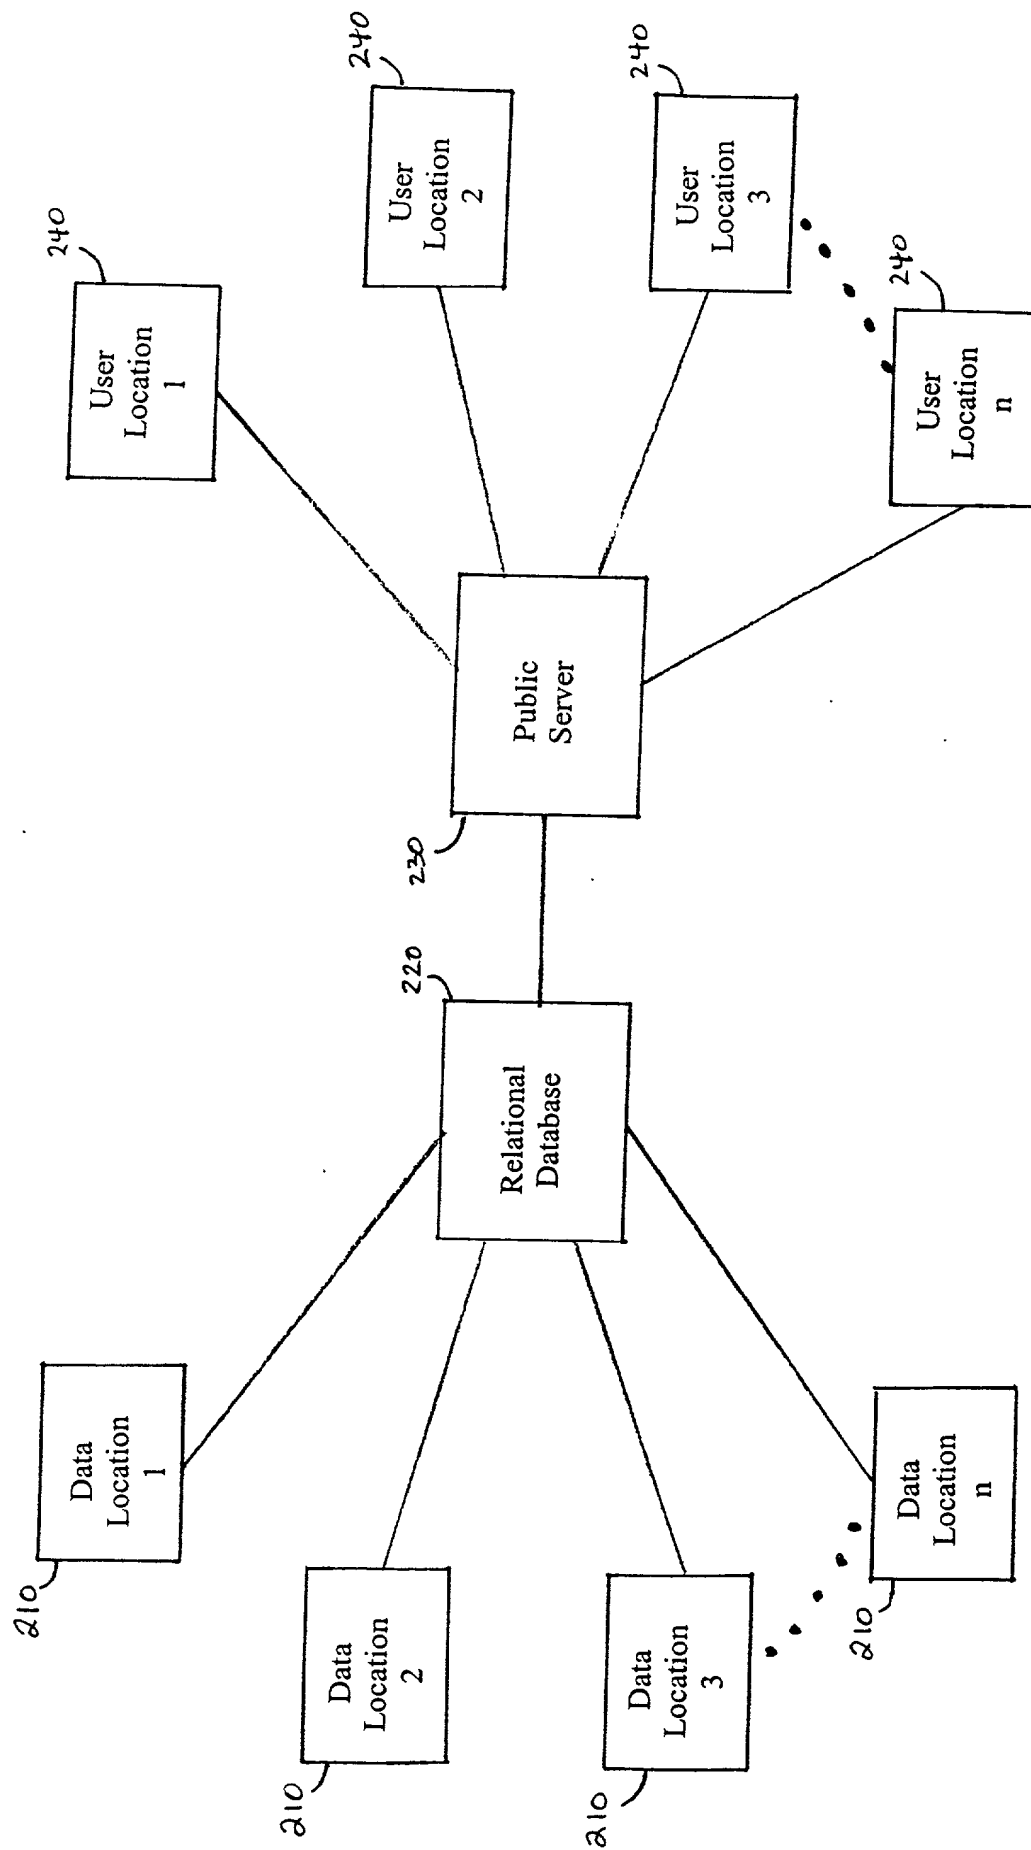 210
Data
Location
1
210
Data
Location
2
210
Data
Location
3
210
Data
Location
n
220
Relational
Database
230
Public
Server
240
User
Location
1
240
User
Location
2
240
User
Location
3
240
User
Location
n